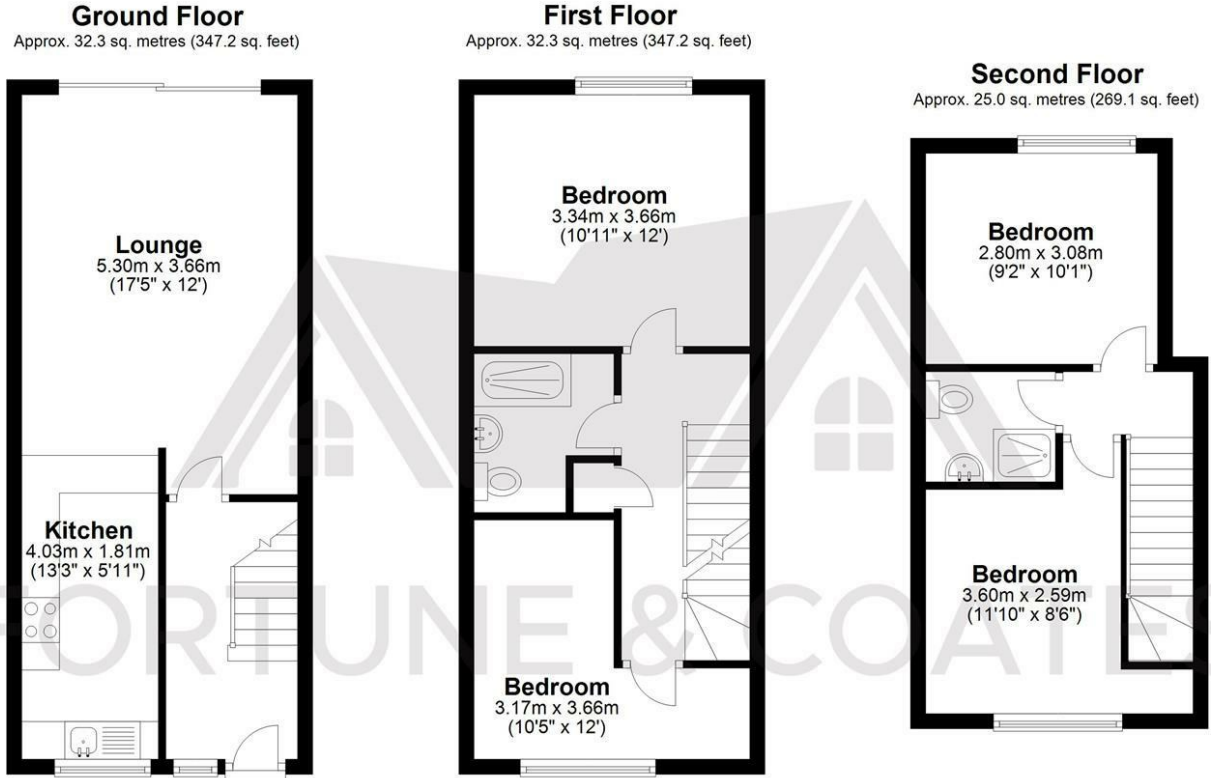 Ground Floor
Approx. 32.3 sq. metres (347.2 sq. feet)
Lounge
5.30m x 3.66m
(17'5" x 12')
Kitchen
4.03m x 1.81m
(13'3" x 5'11")
First Floor
Approx. 32.3 sq. metres (347.2 sq. feet)
Bedroom
3.34m x 3.66m
(10'11" x 12')
Bedroom
3.17m x 3.66m
(10'5" x 12')
Second Floor
Approx. 25.0 sq. metres (269.1 sq. feet)
Bedroom
2.80m x 3.08m
(9'2" x 10'1")
Bedroom
3.60m x 2.59m
(11'10" x 8'6")
FORTUNE & COATES